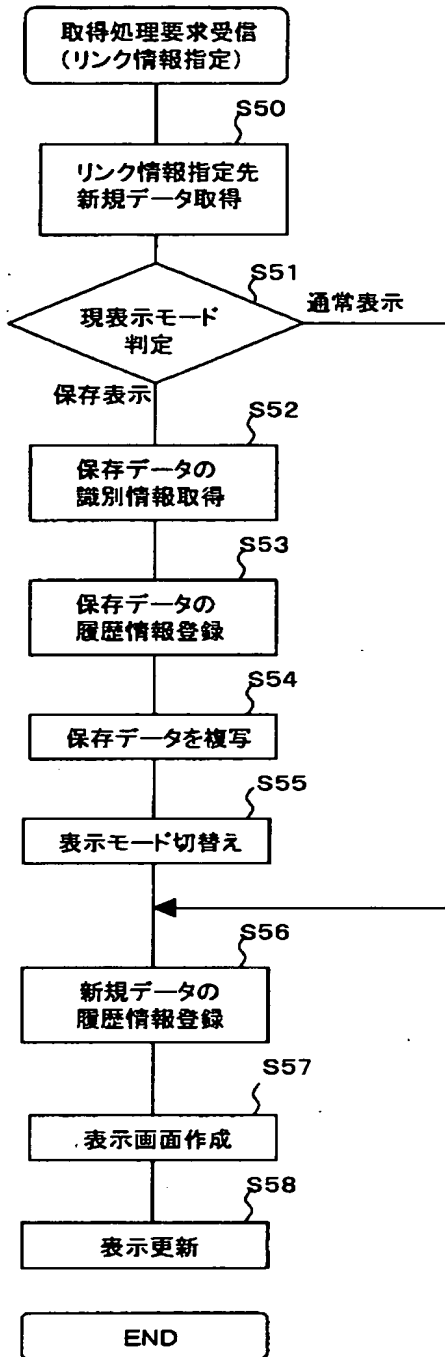 取得処理要求受信
（リンク情報指定）
S50
リンク情報指定先
新規データ取得
S51
現表示モード
判定
通常表示
保存表示
S52
保存データの
識別情報取得
S53
保存データの
履歴情報登録
S54
保存データを複写
S55
表示モード切替え
S56
新規データの
履歴情報登録
S57
表示画面作成
S58
表示更新
END